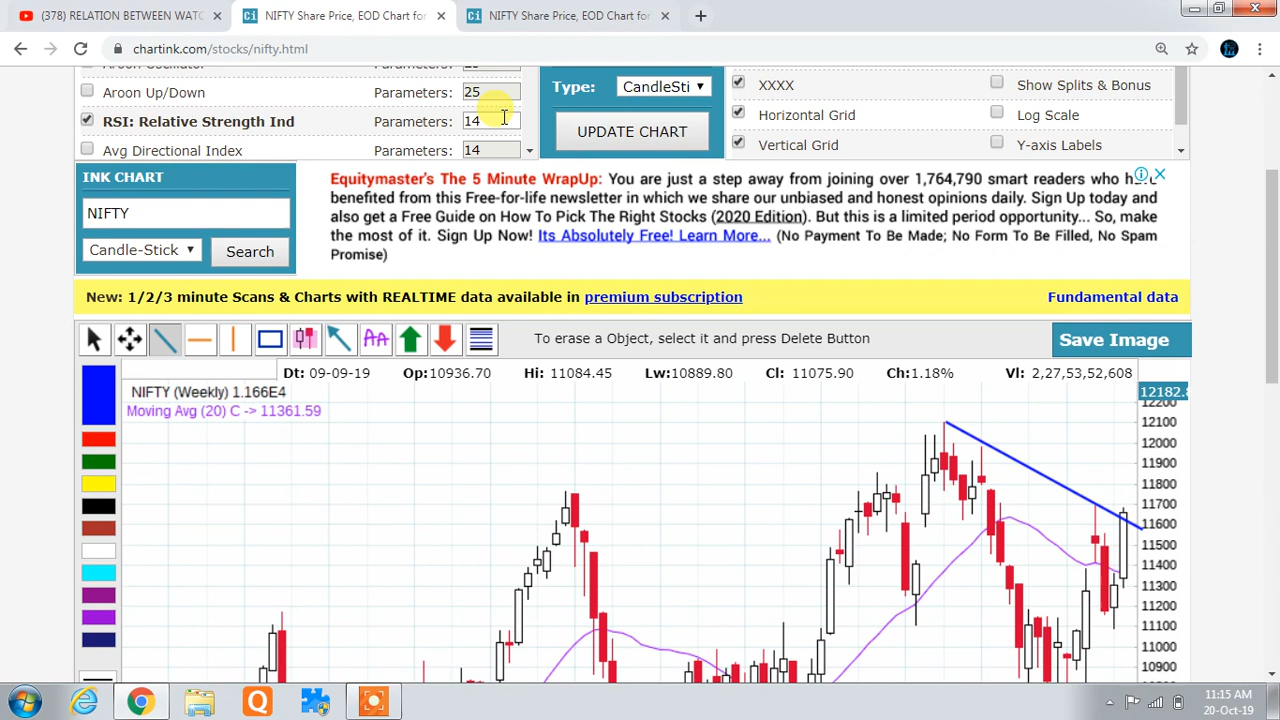 (378) RELATION BETWEEN WATC
NIFTY Share Price, EOD Chart for
NIFTY Share Price, EOD Chart for
chartink.com/stocks/nifty.html
Aroon Up/Down Parameters: 25
RSI: Relative Strength Ind Parameters: 14
Avg Directional Index Parameters: 14
Type: CandleSti
UPDATE CHART
XXXX Show Splits & Bonus
Horizontal Grid Log Scale
Vertical Grid Y-axis Labels
INK CHART
NIFTY
Candle-Stick Search
Equitymaster's The 5 Minute WrapUp: You are just a step away from joining over 1,764,790 smart readers who have
benefited from this Free-for-life newsletter in which we share our unbiased and honest opinions daily. Sign Up today
and also get a Free Guide on How To Pick The Right Stocks (2020 Edition). But this is a limited period opportunity... So, make
the most of it. Sign Up Now! Its Absolutely Free! Learn More... (No Payment To Be Made; No Form To Be Filled, No Spam
Promise)
New: 1/2/3 minute Scans & Charts with REALTIME data available in premium subscription Fundamental data
AA
To erase a Object, select it and press Delete Button
Save Image
Dt: 09-09-19 Op:10936.70 Hi: 11084.45 Lw:10889.80 Cl: 11075.90 Ch:1.18% Vl: 2,27,53,52,608
NIFTY (Weekly) 1.166E4
Moving Avg (20) C -> 11361.59
12182.8
12200
12100
12000
11900
11800
11700
11600
11500
11400
11300
11200
11100
11000
10900
11:15 AM
20-Oct-19